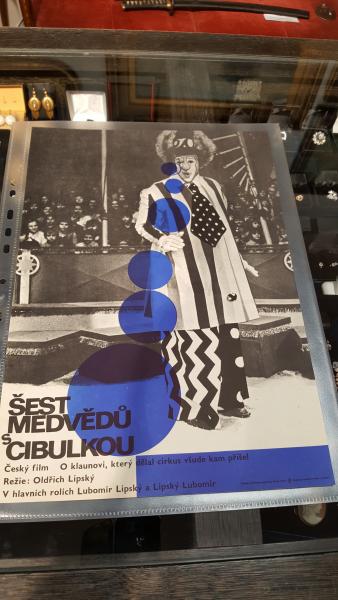 ŠEST
MEDVĚDŮ
S
CIBULKOU
Český film O klaunovi, který dělal cirkus všude kam přišel
Režie: Oldřich Lipský
V hlavních rolích Lubomír Lipský a Lipský Lubomír